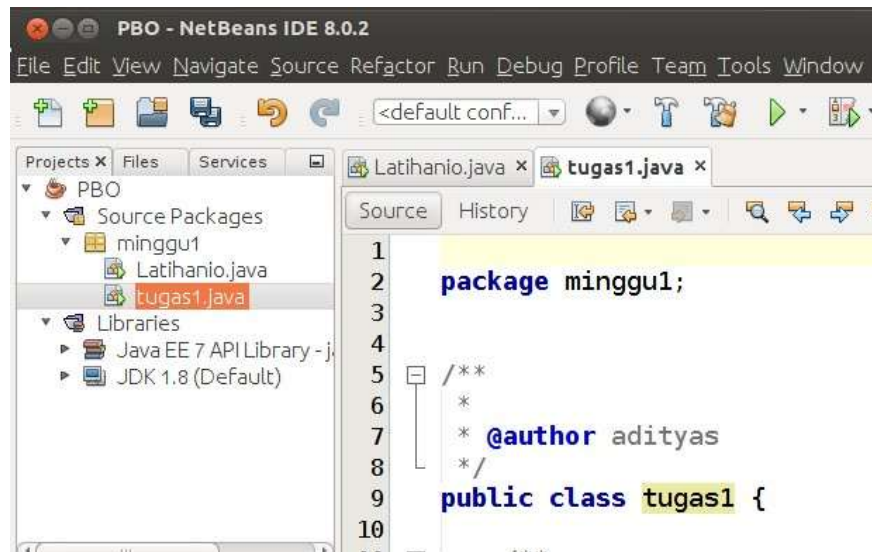 PBO - NetBeans IDE 8.0.2
File Edit View Navigate Source Refactor Run Debug Profile Team Tools Window
<default conf...
Projects Files Services
PBO
Source Packages
minggu1
Latihanio.java
tugas1.java
Libraries
Java EE 7 API Library - j
JDK 1.8 (Default)
Latihanio.java tugas1.java
Source History
1
2 package minggu1;
3
4
5 /**
6 *
7 * @author adityas
8 */
9 public class tugas1 {
10